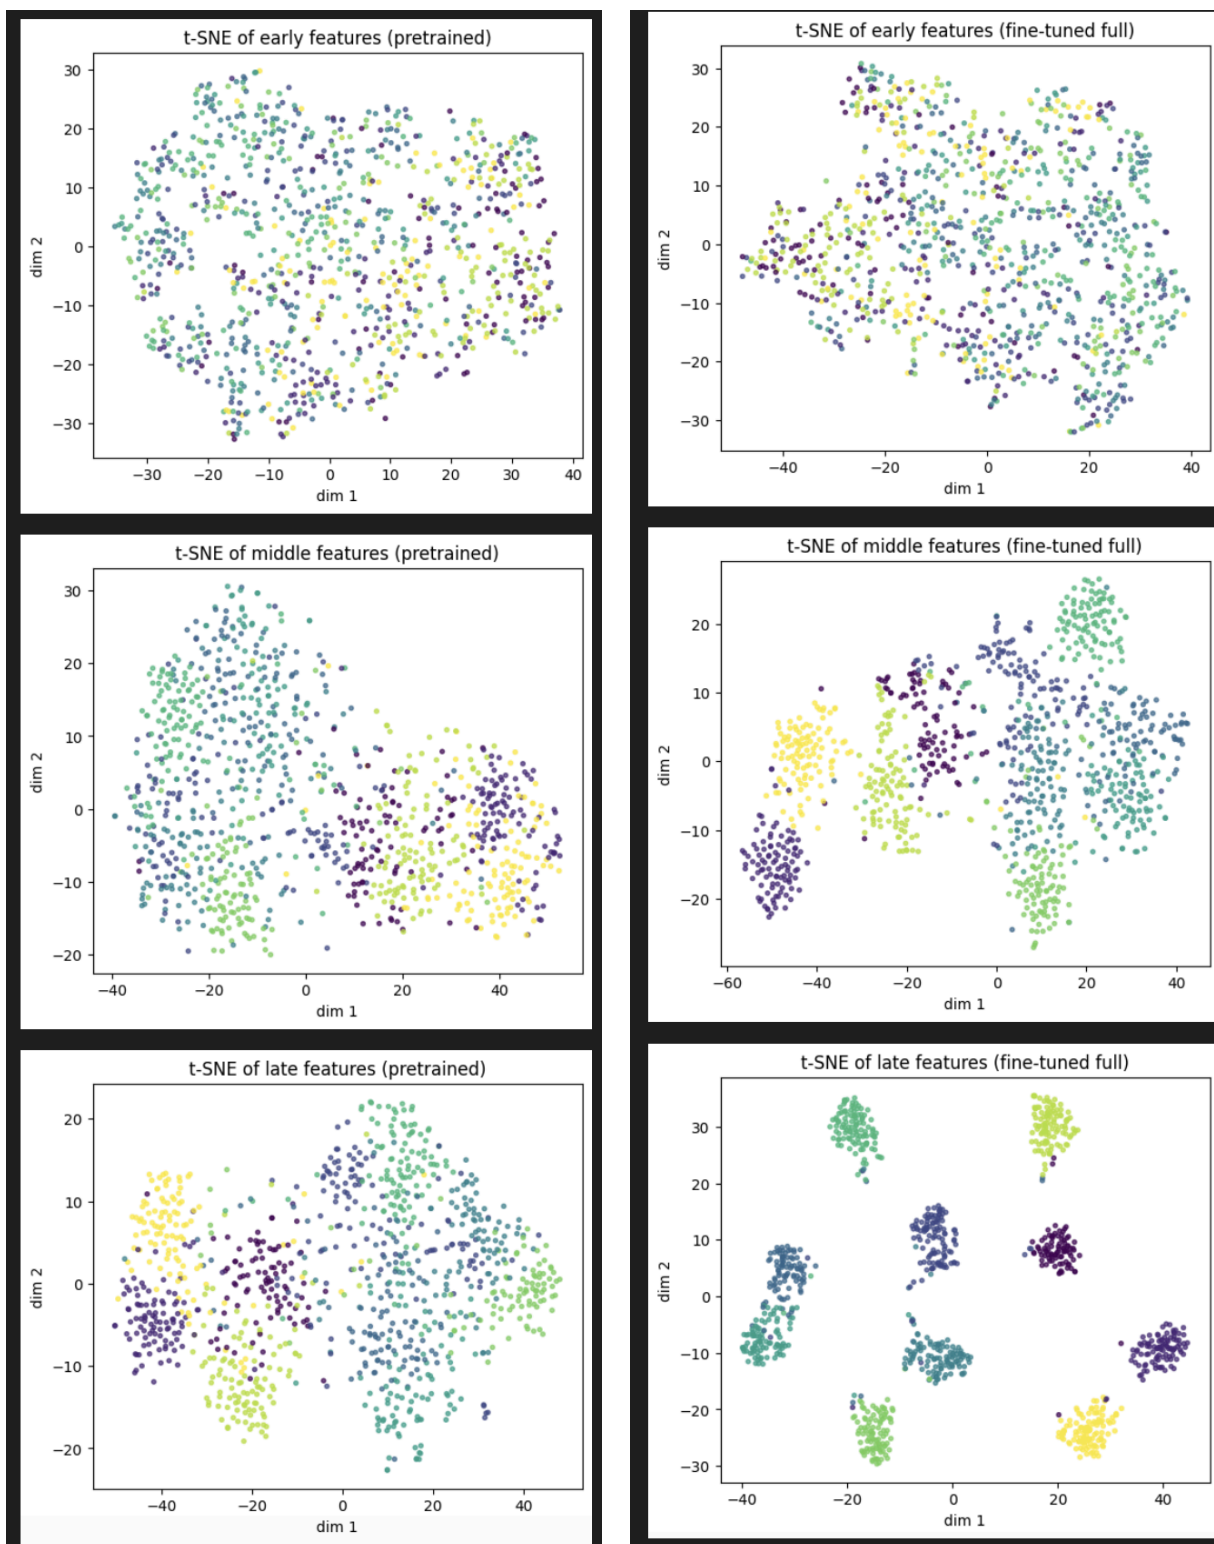 t-SNE of early features (pretrained)
30
20
10
0
−10
−20
−30
dim 2
−30 −20 −10 0 10 20 30 40
dim 1
t-SNE of middle features (pretrained)
30
20
10
0
−10
−20
dim 2
−40 −20 0 20 40
dim 1
t-SNE of late features (pretrained)
20
10
0
−10
−20
dim 2
−40 −20 0 20 40
dim 1
t-SNE of early features (fine-tuned full)
30
20
10
0
−10
−20
−30
dim 2
−40 −20 0 20 40
dim 1
t-SNE of middle features (fine-tuned full)
20
10
0
−10
−20
dim 2
−60 −40 −20 0 20 40
dim 1
t-SNE of late features (fine-tuned full)
30
20
10
0
−10
−20
−30
dim 2
−40 −20 0 20 40
dim 1